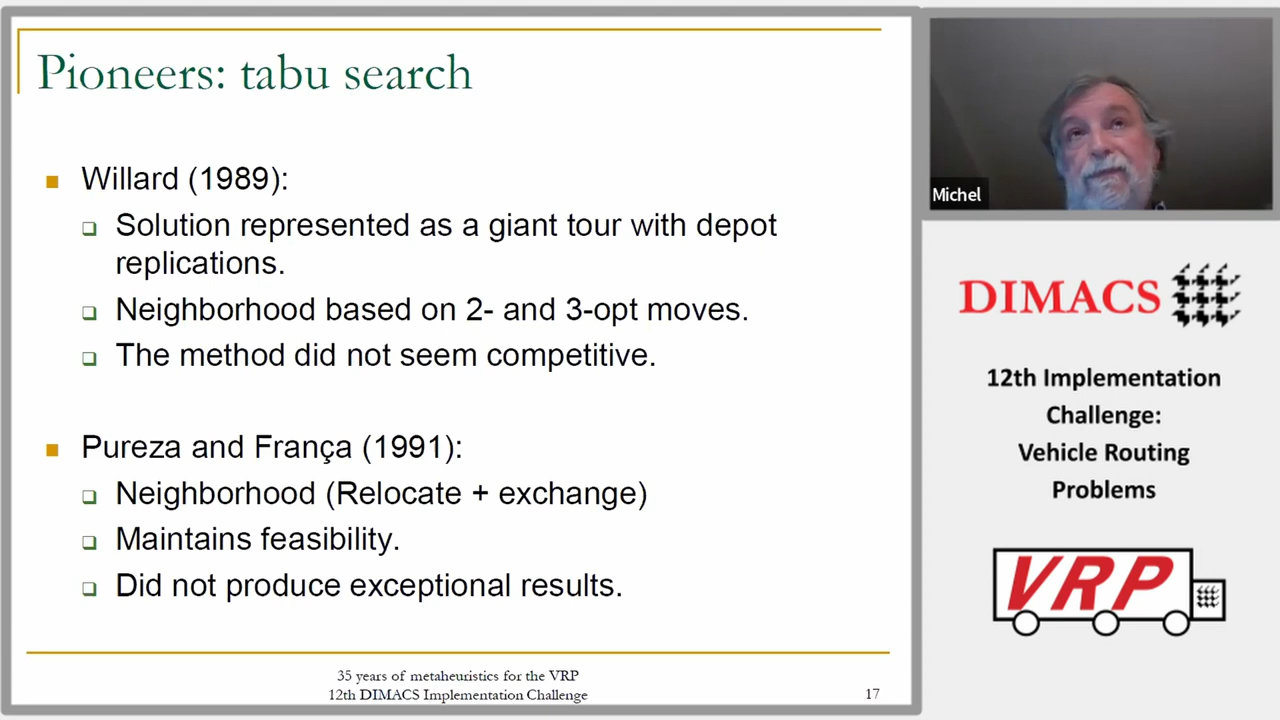 Pioneers: tabu search
Willard (1989):
Solution represented as a giant tour with depot
replications.
Neighborhood based on 2- and 3-opt moves.
The method did not seem competitive.
Pureza and França (1991):
Neighborhood (Relocate + exchange)
Maintains feasibility.
Did not produce exceptional results.
35 years of metaheuristics for the VRP
12th DIMACS Implementation Challenge
17
Michel
DIMACS
12th Implementation
Challenge:
Vehicle Routing
Problems
VRP